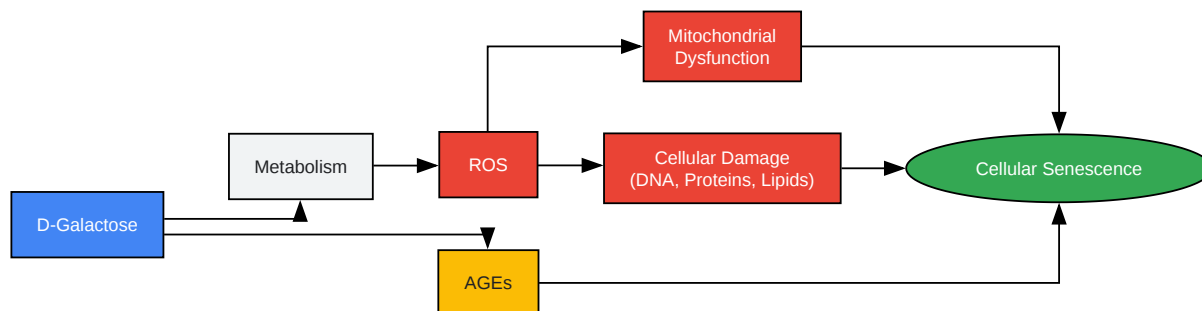 Mitochondrial
Dysfunction
Metabolism
ROS
Cellular Damage
(DNA, Proteins, Lipids)
Cellular Senescence
D-Galactose
AGEs